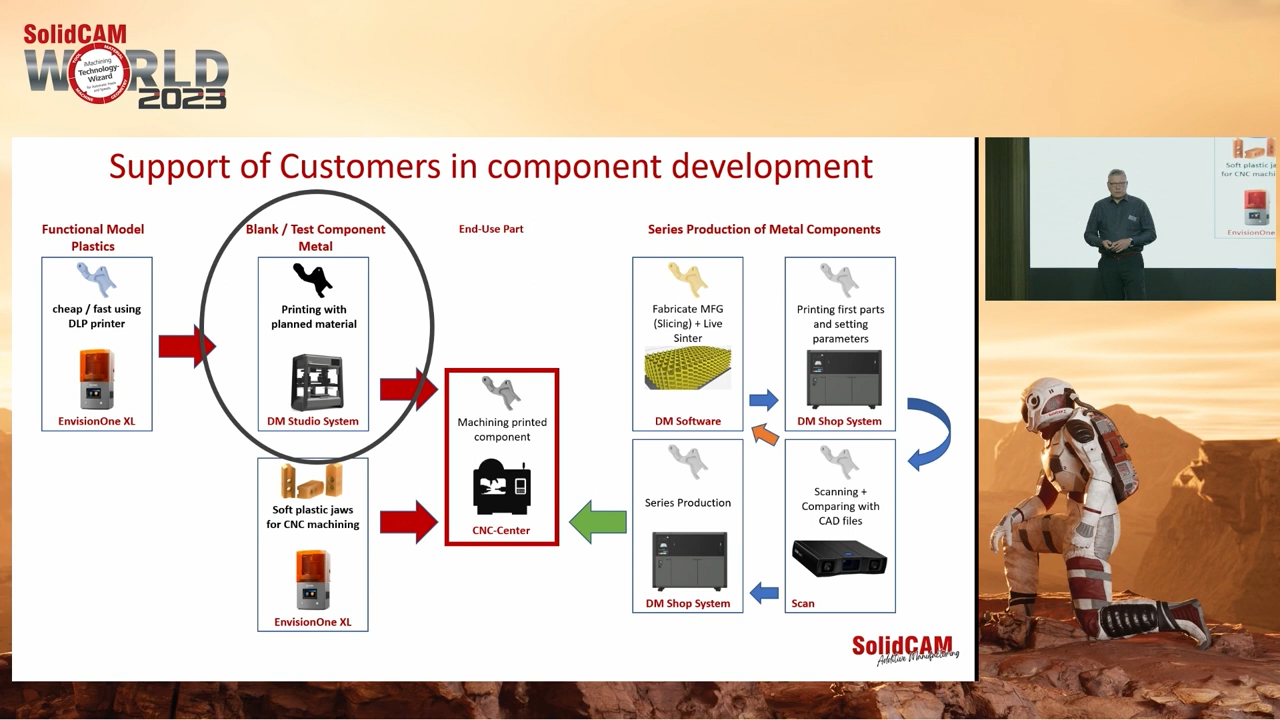 SolidCAM
WORLD
2023
iMachining
Technology-
Wizard
Support of Customers in component development
Functional Model
Plastics
cheap / fast using
DLP printer
EnvisionOne XL
Blank / Test Component
Metal
Printing with
planned material
DM Studio System
Soft plastic jaws
for CNC machining
EnvisionOne XL
End-Use Part
Machining printed
component
CNC-Center
Series Production of Metal Components
Fabricate MFG
(Slicing) + Live
Sinter
DM Software
Printing first parts
and setting
parameters
DM Shop System
Series Production
DM Shop System
Scanning +
Comparing with
CAD files
Scan
SolidCAM
Additive Manufacturing
Soft plastic ja
for CNC machi
EnvisionOne